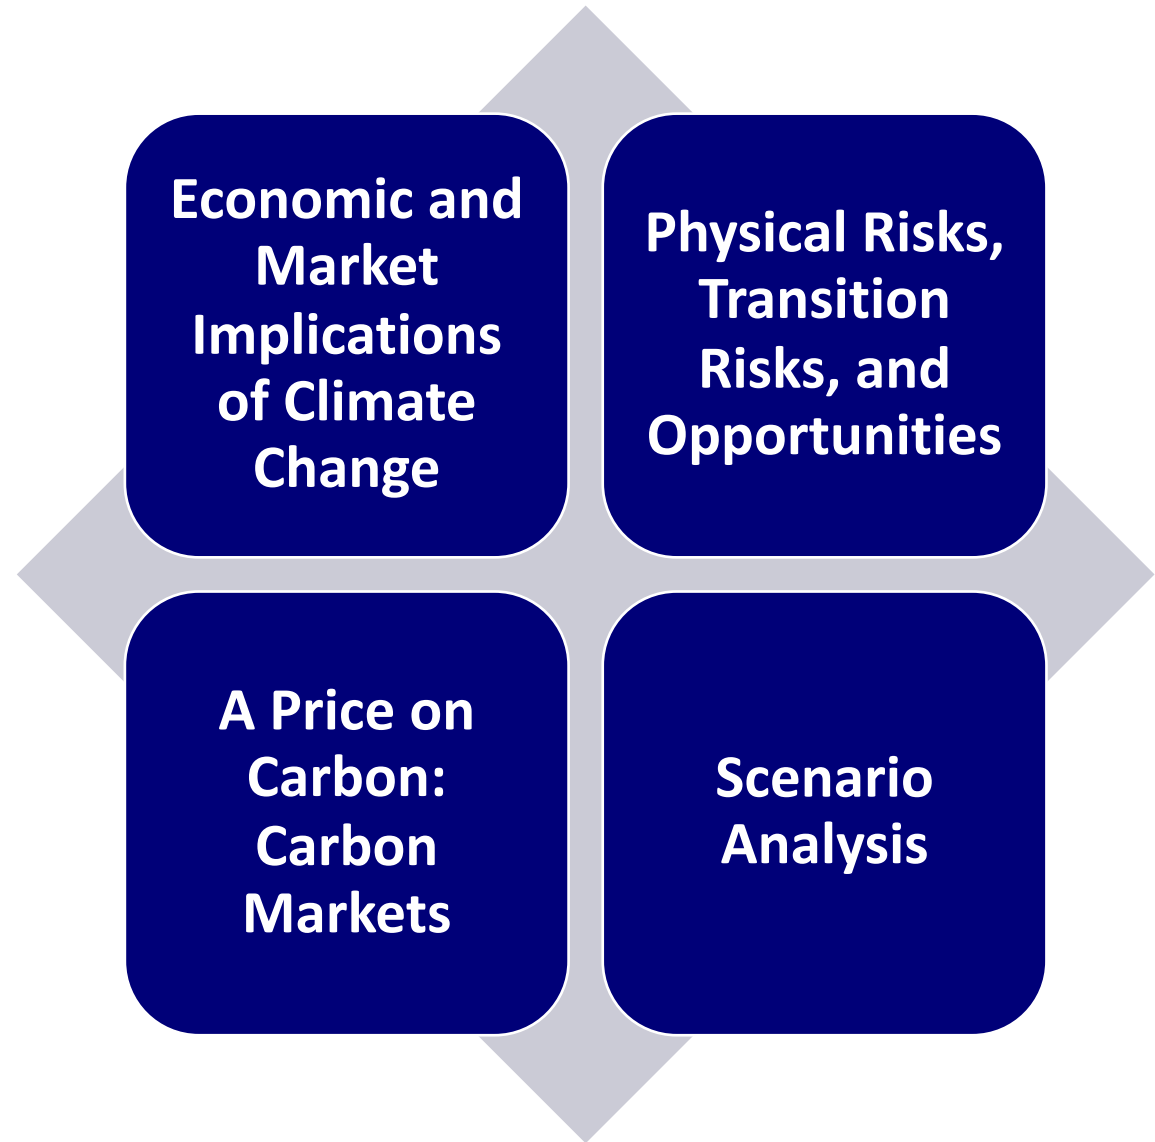 Economic and
Market
Implications
of Climate
Change
Physical Risks,
Transition
Risks, and
Opportunities
A Price on
Carbon:
Carbon
Markets
Scenario
Analysis